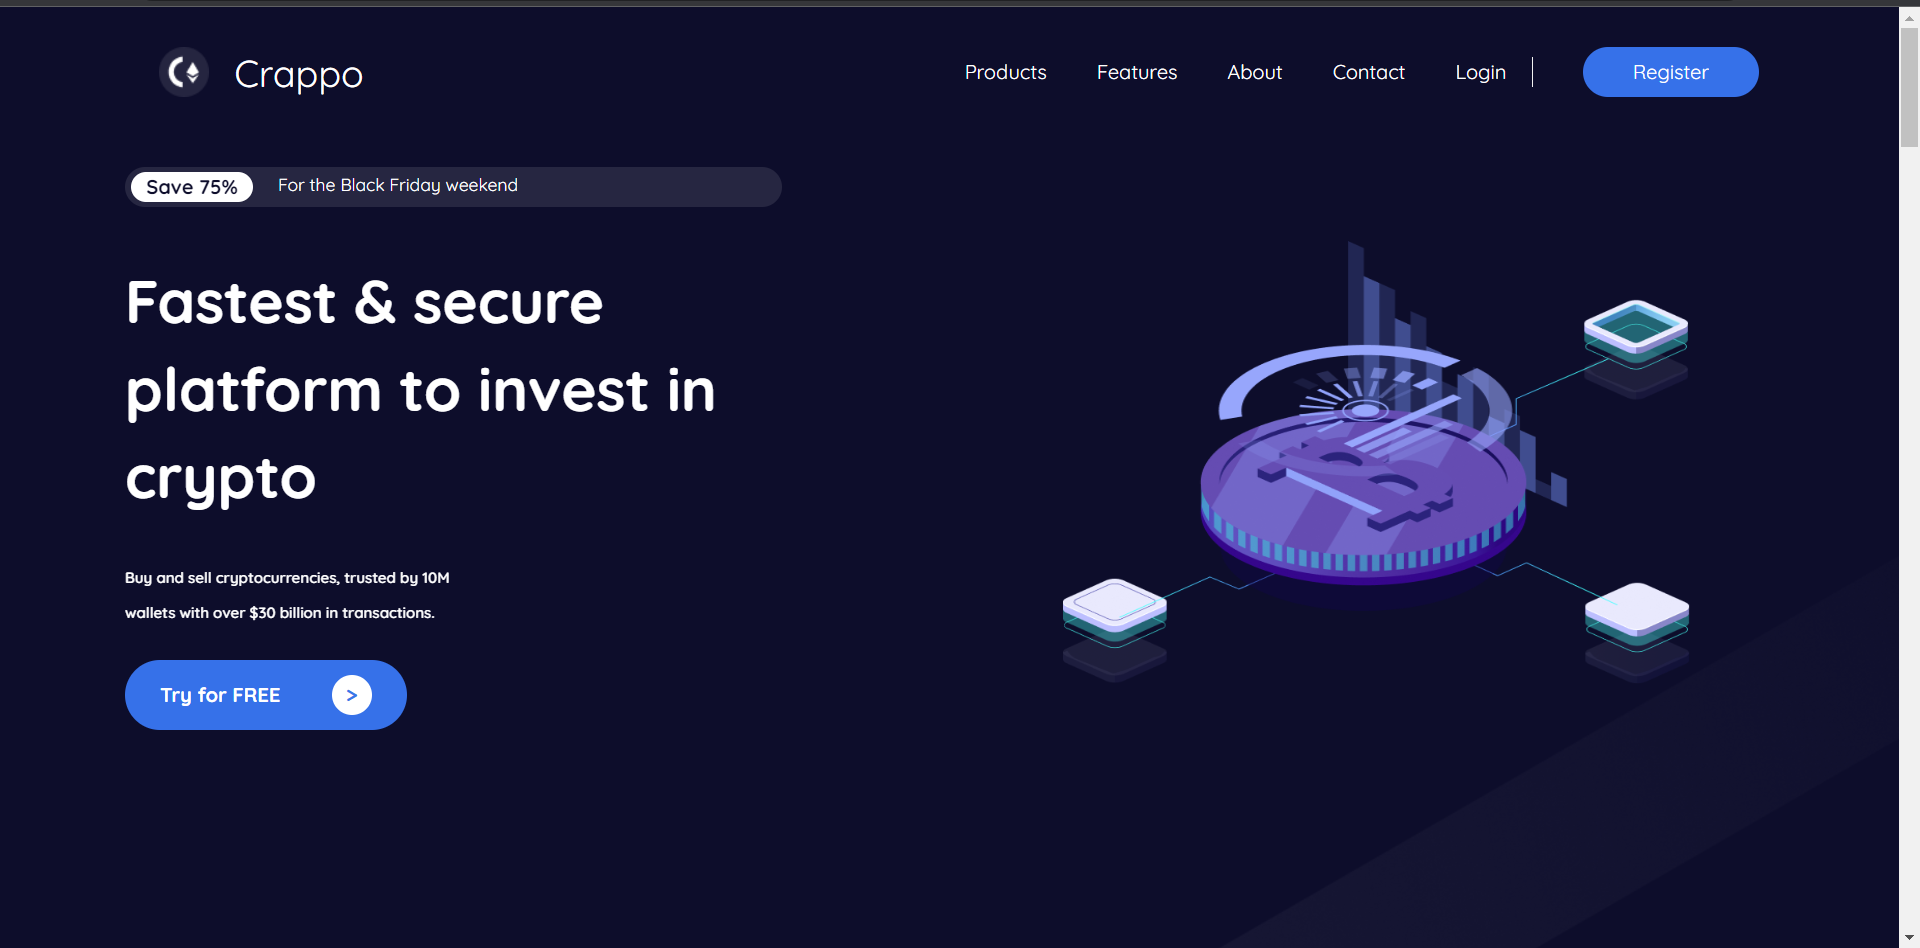 Crappo
Products Features About Contact Login Register
Save 75% For the Black Friday weekend
Fastest & secure
platform to invest in
crypto
Buy and sell cryptocurrencies, trusted by 10M
wallets with over $30 billion in transactions.
Try for FREE >